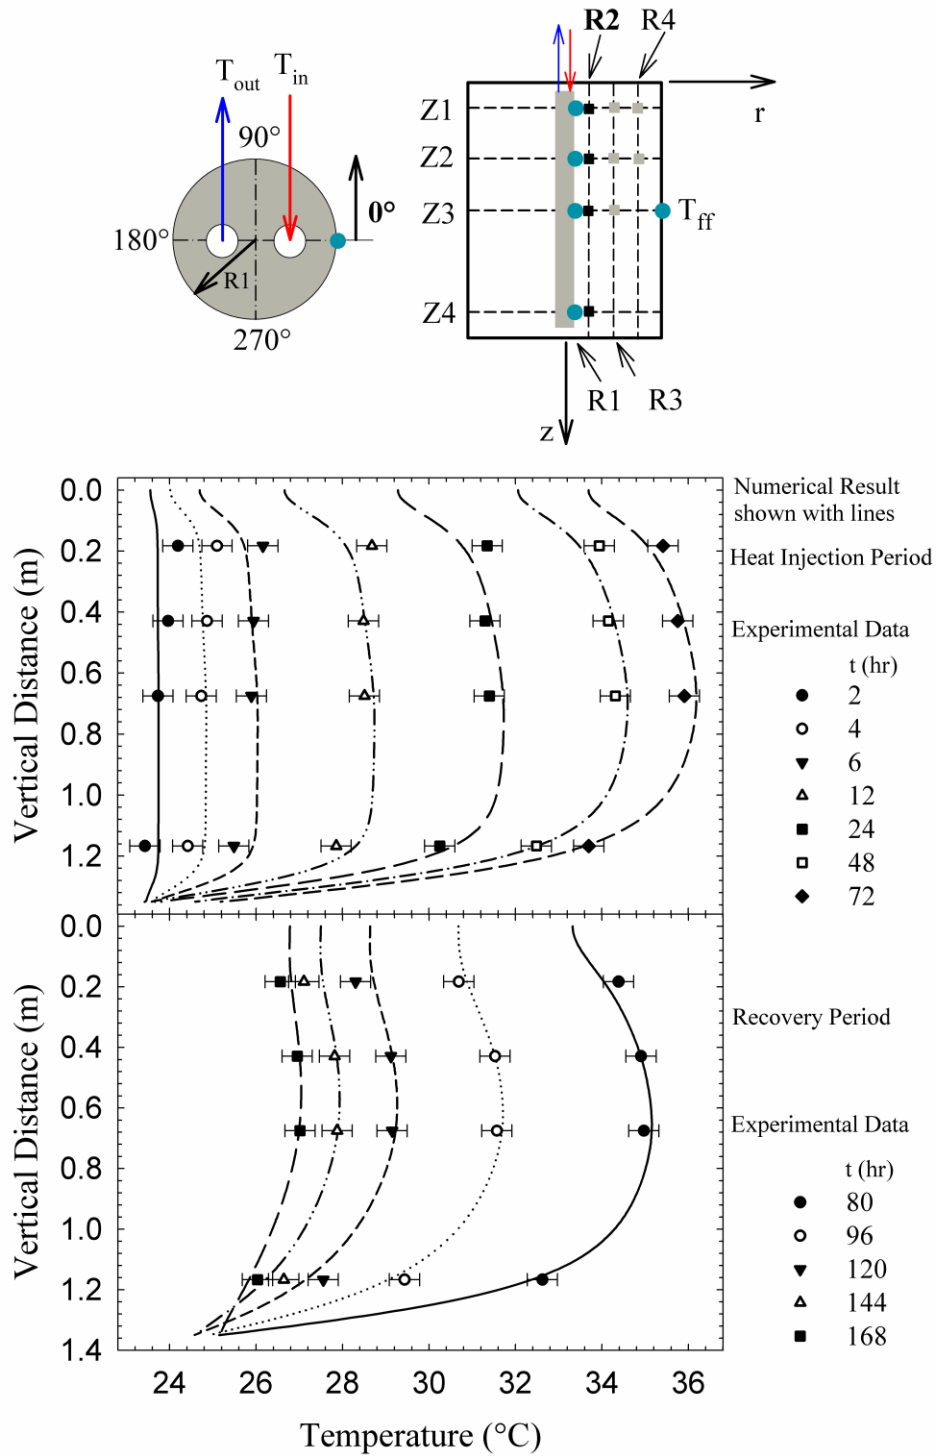 T_out
T_in
90°
0°
180°
R1
270°
R2
R4
Z1
r
Z2
Z3
T_ff
Z4
R1
R3
z
Vertical Distance (m)
0.0
0.2
0.4
0.6
0.8
1.0
1.2
Numerical Result
shown with lines
Heat Injection Period
Experimental Data
t (hr)
2
4
6
12
24
48
72
Vertical Distance (m)
0.0
0.2
0.4
0.6
0.8
1.0
1.2
1.4
Recovery Period
Experimental Data
t (hr)
80
96
120
144
168
24 26 28 30 32 34 36
Temperature (°C)